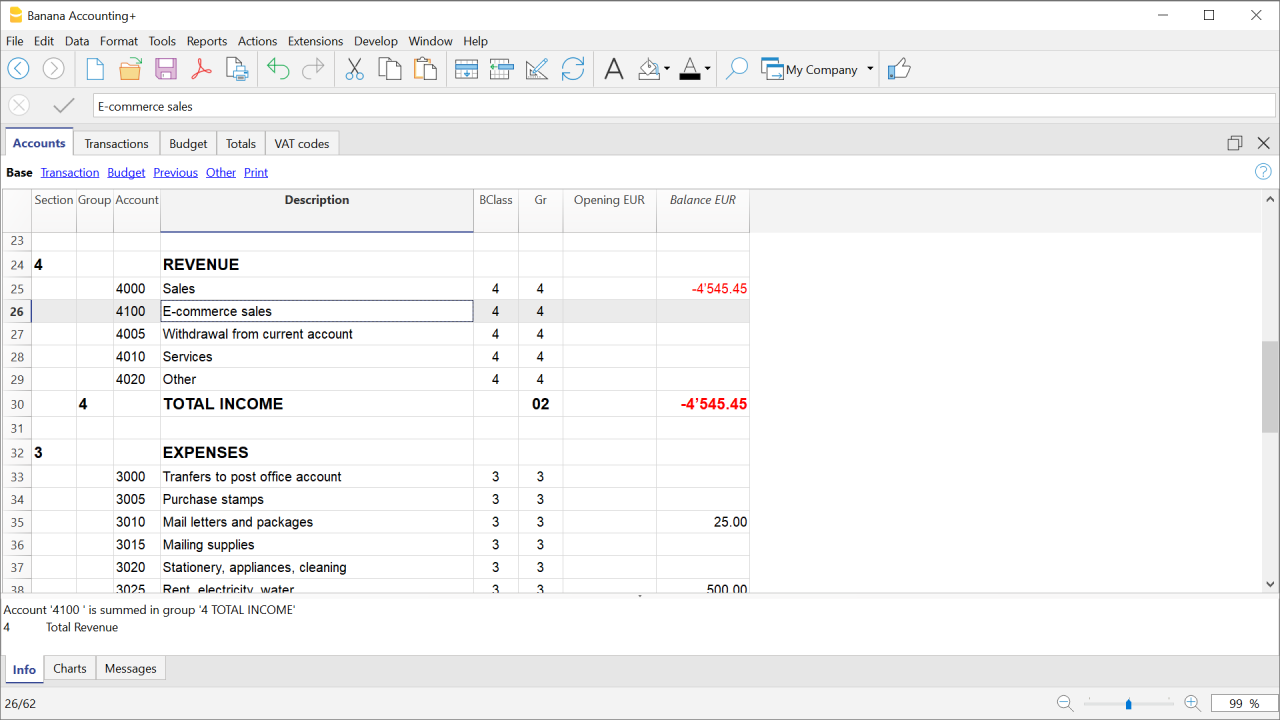 Banana Accounting+
File Edit Data Format Tools Reports Actions Extensions Develop Window Help
A A My Company
E-commerce sales
Accounts Transactions Budget Totals VAT codes
Base Transaction Budget Previous Other Print ?
Section Group Account Description BClass Gr Opening EUR Balance EUR
23
24 4 REVENUE
25 4000 Sales 4 4 -4'545.45
26 4100 E-commerce sales 4 4
27 4005 Withdrawal from current account 4 4
28 4010 Services 4 4
29 4020 Other 4 4
30 4 TOTAL INCOME 02 -4’545.45
31
32 3 EXPENSES
33 3000 Tranfers to post office account 3 3
34 3005 Purchase stamps 3 3
35 3010 Mail letters and packages 3 3 25.00
36 3015 Mailing supplies 3 3
37 3020 Stationery, appliances, cleaning 3 3
38 3025 Rent, electricity, water 3 3 500.00
Account '4100 ' is summed in group '4 TOTAL INCOME'
4 Total Revenue
Info Charts Messages
26/62 99 %